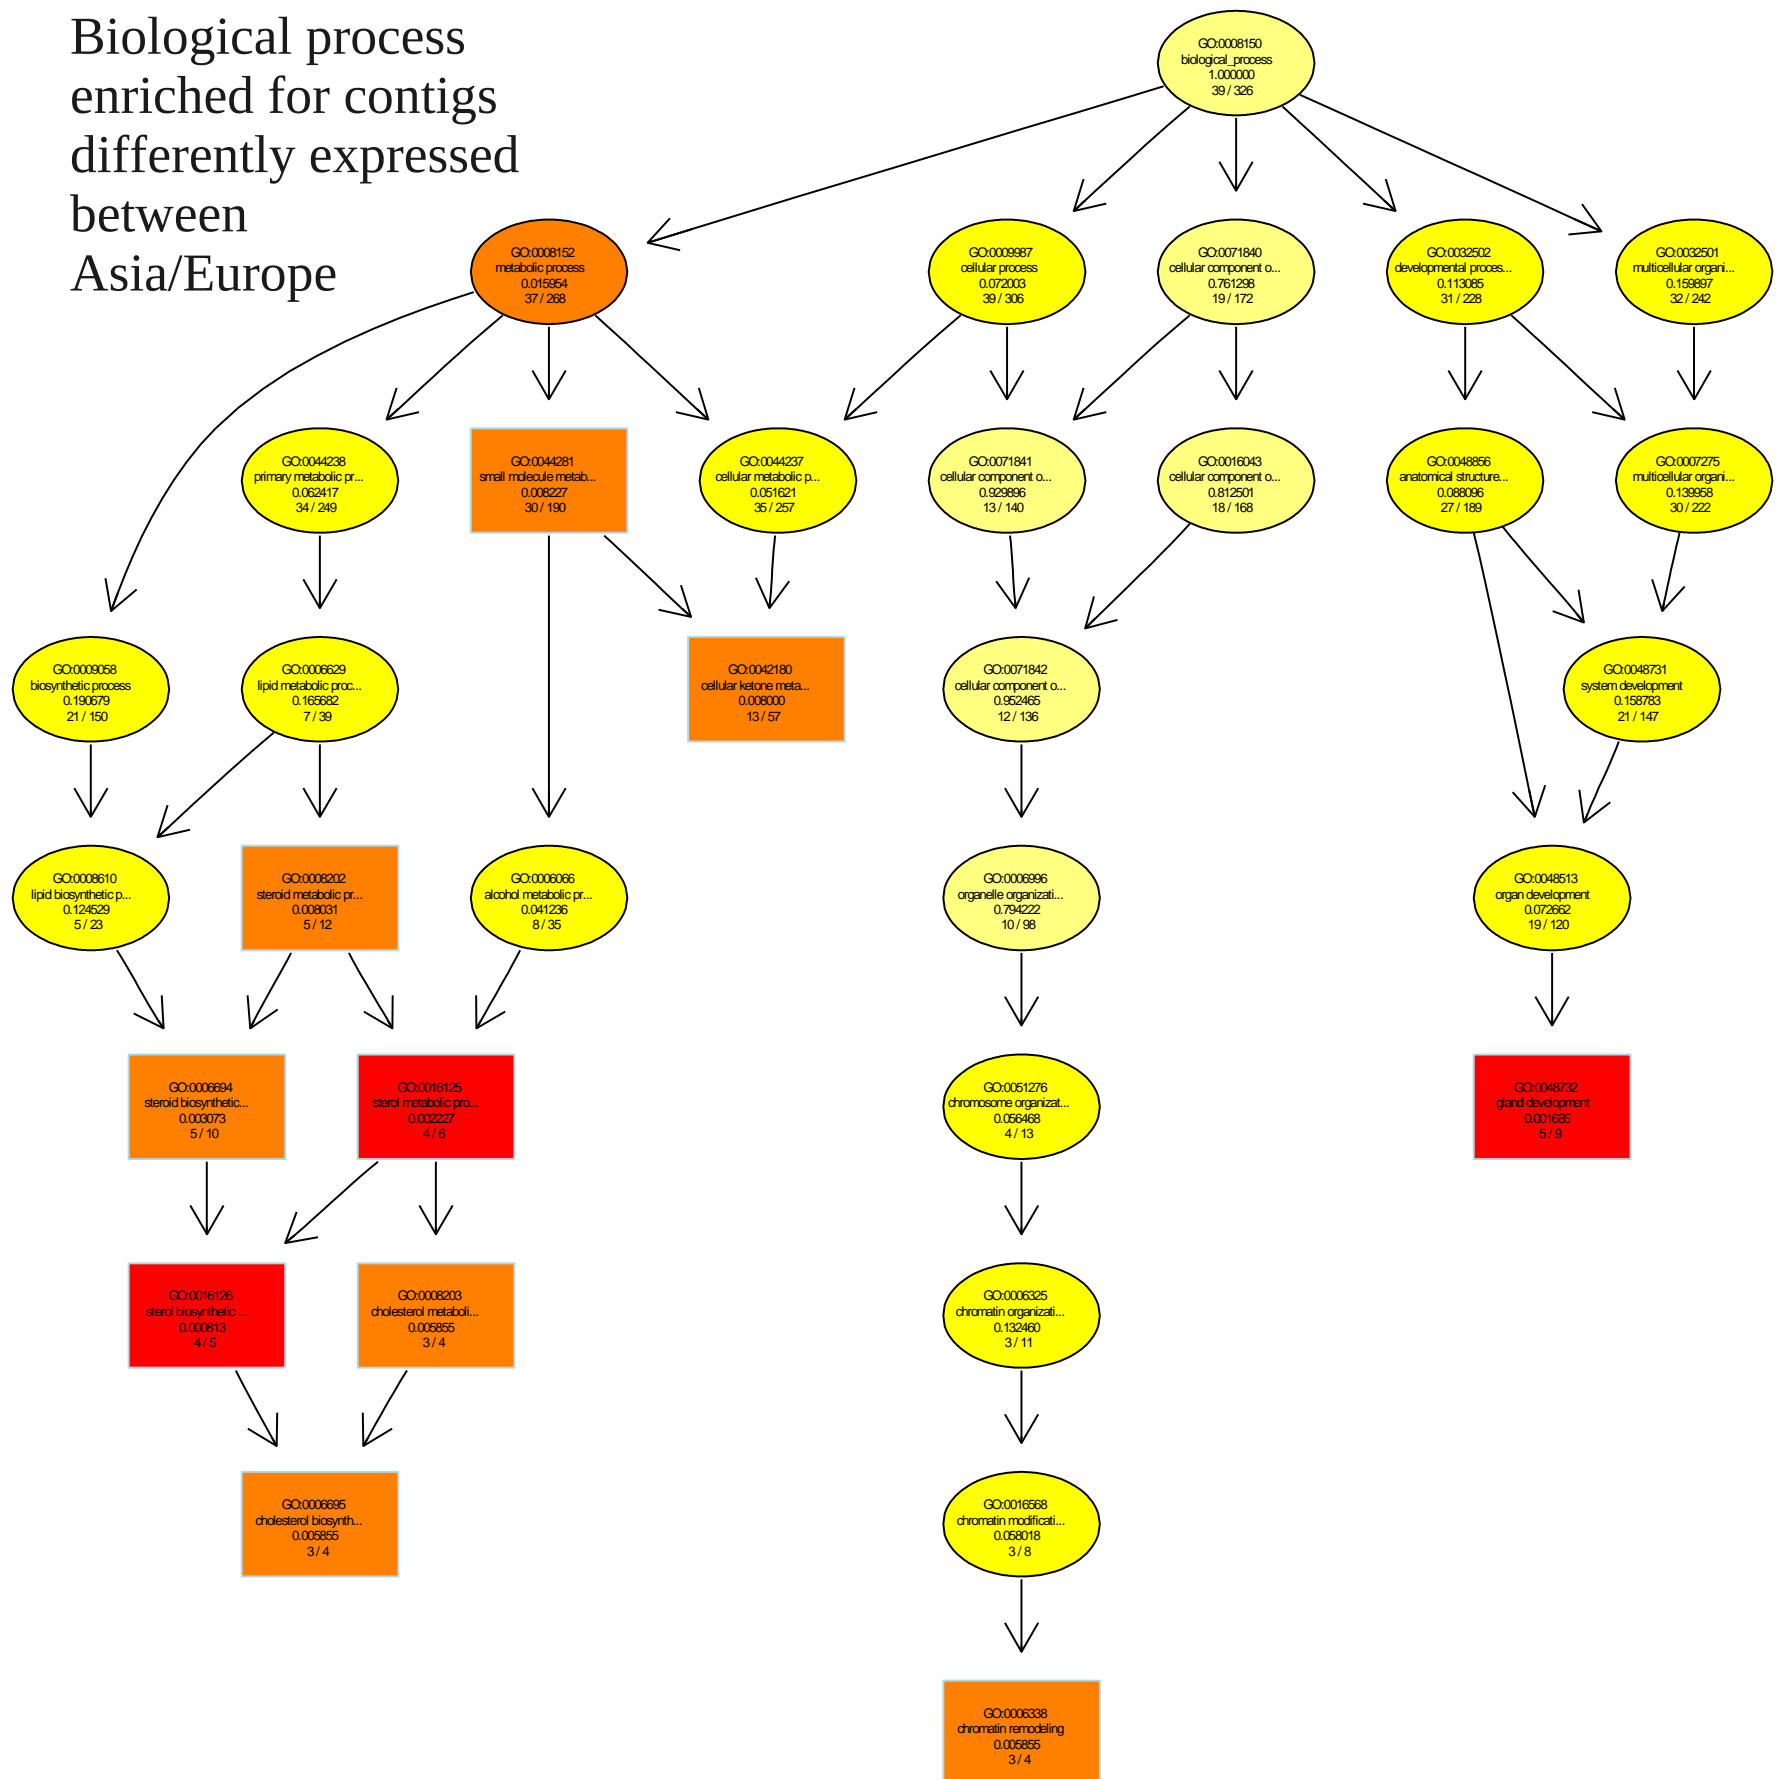 Biological process
enriched for contigs
differently expressed
between
Asia/Europe
GO:0008150
biological_process
1.000000
39 / 326
GO:0008152
metabolic process
0.015954
37 / 268
GO:0009987
cellular process
0.072003
39 / 306
GO:0071840
cellular component o...
0.761298
19 / 172
GO:0032502
developmental proces...
0.113085
31 / 228
GO:0032501
multicellular organi...
0.159897
32 / 242
GO:0044238
primary metabolic pr...
0.062417
34 / 249
GO:0044281
small molecule metab...
0.008227
30 / 190
GO:0044237
cellular metabolic p...
0.051621
35 / 257
GO:0071841
cellular component o...
0.929896
13 / 140
GO:0016043
cellular component o...
0.812501
18 / 168
GO:0048856
anatomical structure...
0.088096
27 / 189
GO:0007275
multicellular organi...
0.139958
30 / 222
GO:0009058
biosynthetic process
0.190679
21 / 150
GO:0006629
lipid metabolic proc...
0.165682
7 / 39
GO:0042180
cellular ketone meta...
0.008000
13 / 57
GO:0071842
cellular component o...
0.952465
12 / 136
GO:0048731
system development
0.158783
21 / 147
GO:0008610
lipid biosynthetic p...
0.124529
5 / 23
GO:0008202
steroid metabolic pr...
0.008031
5 / 12
GO:0006066
alcohol metabolic pr...
0.041236
8 / 35
GO:0006996
organelle organizati...
0.794222
10 / 98
GO:0048513
organ development
0.072662
19 / 120
GO:0006694
steroid biosynthetic...
0.003073
5 / 10
GO:0016125
sterol metabolic pro...
0.002227
4 / 6
GO:0051276
chromosome organizat...
0.056468
4 / 13
GO:0048732
gland development
0.001685
5 / 9
GO:0016126
sterol biosynthetic ...
0.000813
4 / 5
GO:0008203
cholesterol metaboli...
0.005855
3 / 4
GO:0006325
chromatin organizati...
0.132460
3 / 11
GO:0006695
cholesterol biosynth...
0.005855
3 / 4
GO:0016568
chromatin modificati...
0.058018
3 / 8
GO:0006338
chromatin remodeling
0.005855
3 / 4